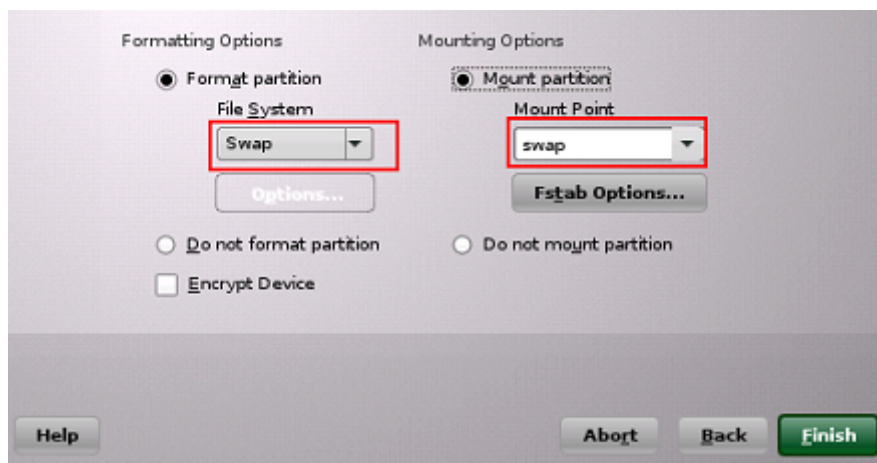 Formatting Options
Mounting Options
Format partition
Mount partition
File System
Mount Point
Swap
swap
Options...
Fstab Options...
Do not format partition
Do not mount partition
Encrypt Device
Help
Abort
Back
Finish